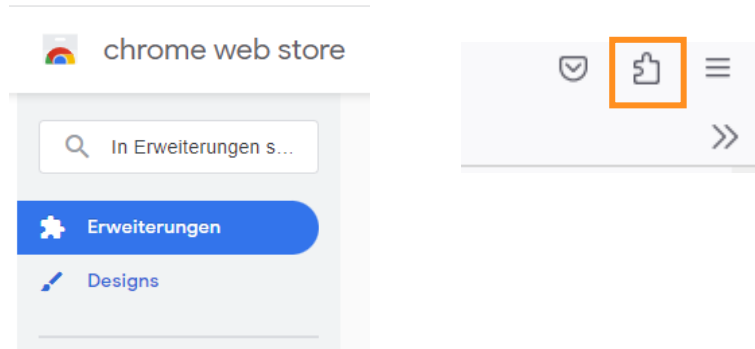 chrome web store
In Erweiterungen s...
Erweiterungen
Designs